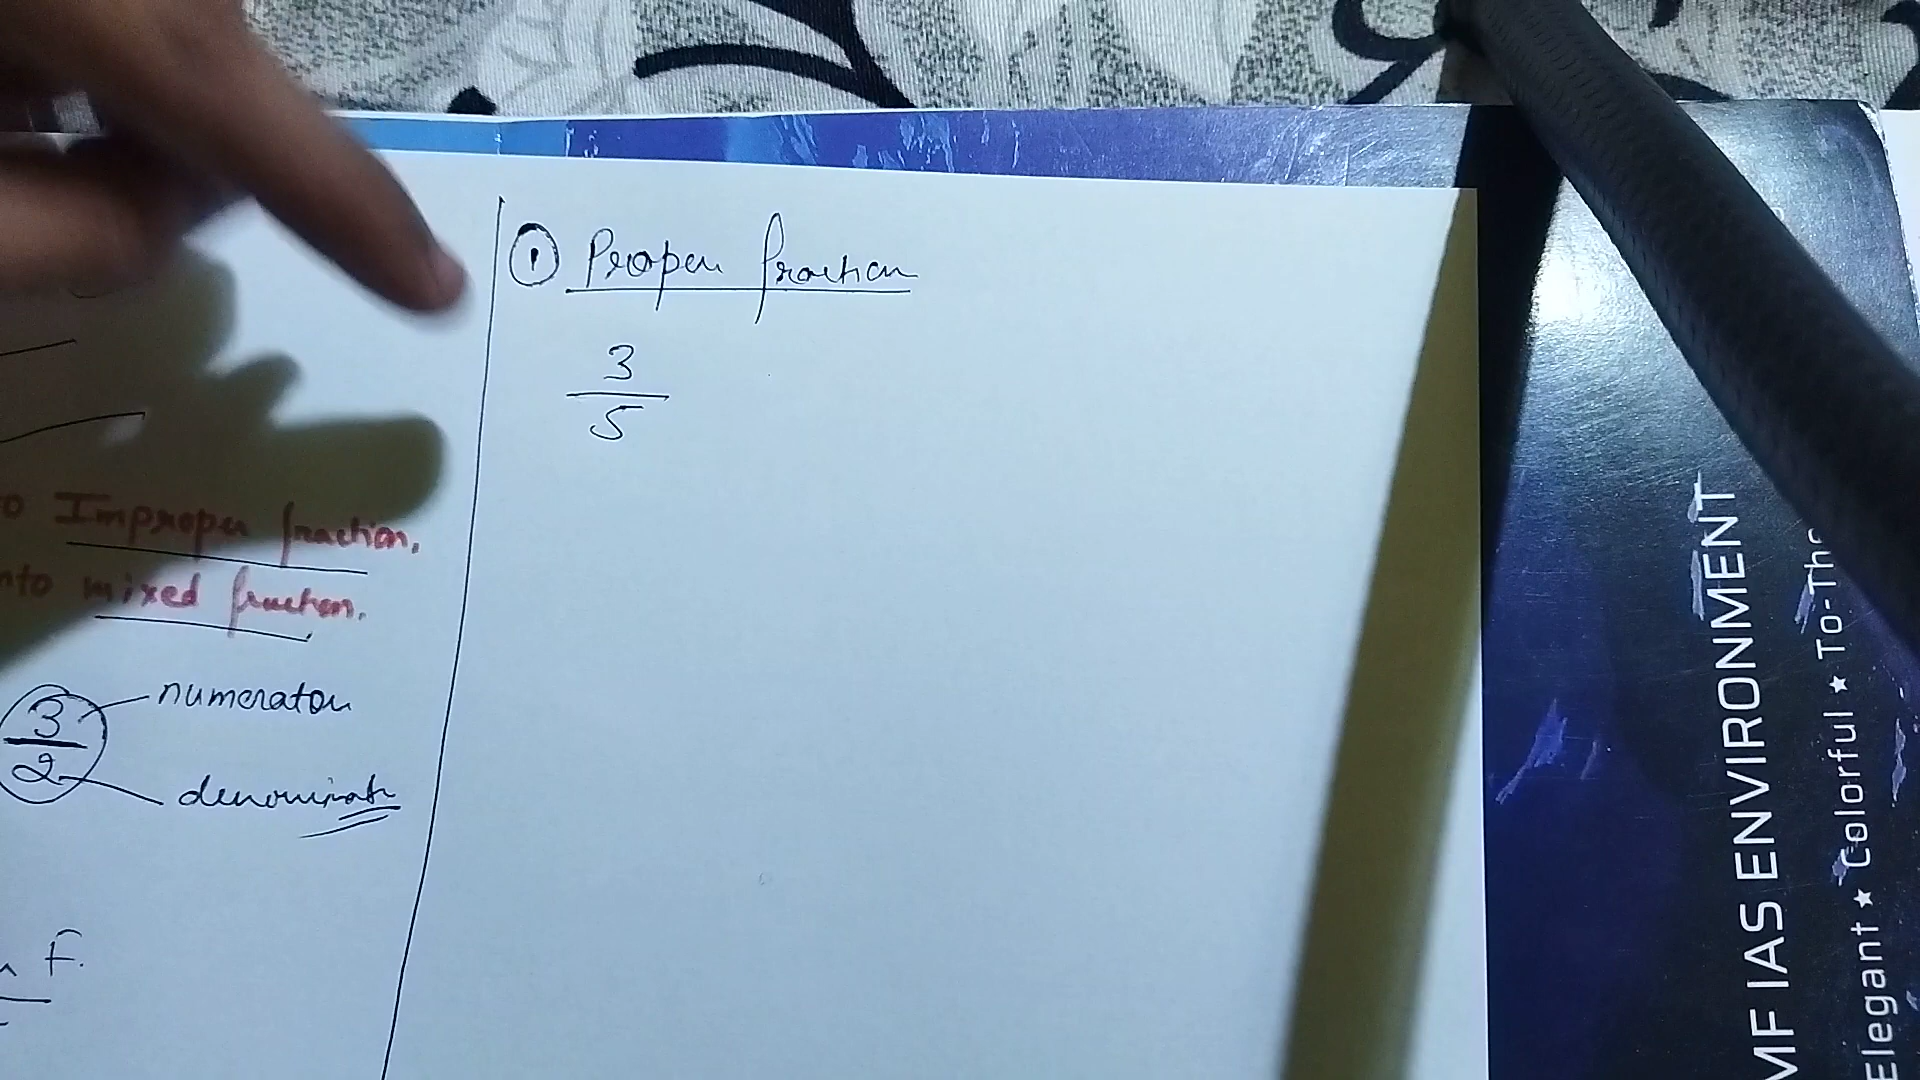 ① Proper fraction
3
5
o Improper fraction,
nto mixed fraction.
3
2
numerator
denominator
F.
MF IAS ENVIRONMENT
Elegant ★ Colorful ★ To-The